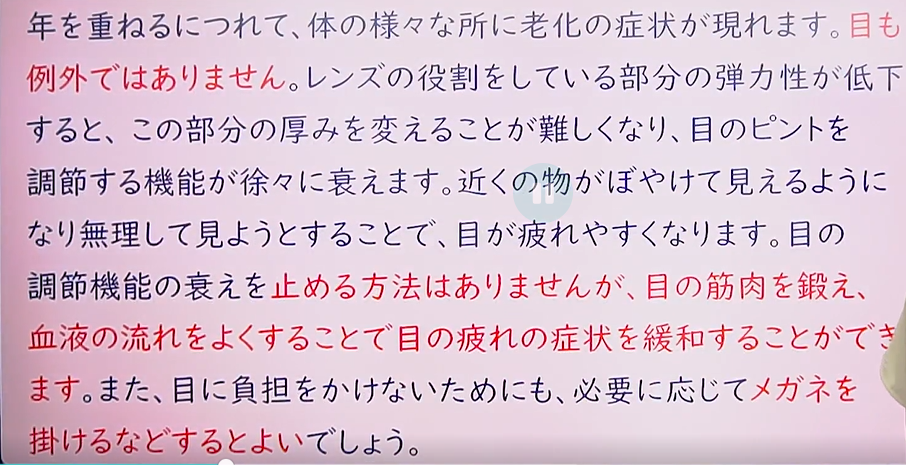 年を重ねるにつれて、体の様々な所に老化の症状が現れます。目も
例外ではありません。レンズの役割をしている部分の弾力性が低下
すると、この部分の厚みを変えることが難しくなり、目のピントを
調節する機能が徐々に衰えます。近くの物がぼやけて見えるように
なり無理して見ようとすることで、目が疲れやすくなります。目の
調節機能の衰えを止める方法はありませんが、目の筋肉を鍛え、
血液の流れをよくすることで目の疲れの症状を緩和することができ
ます。また、目に負担をかけないためにも、必要に応じてメガネを
掛けるなどするとよいでしょう。